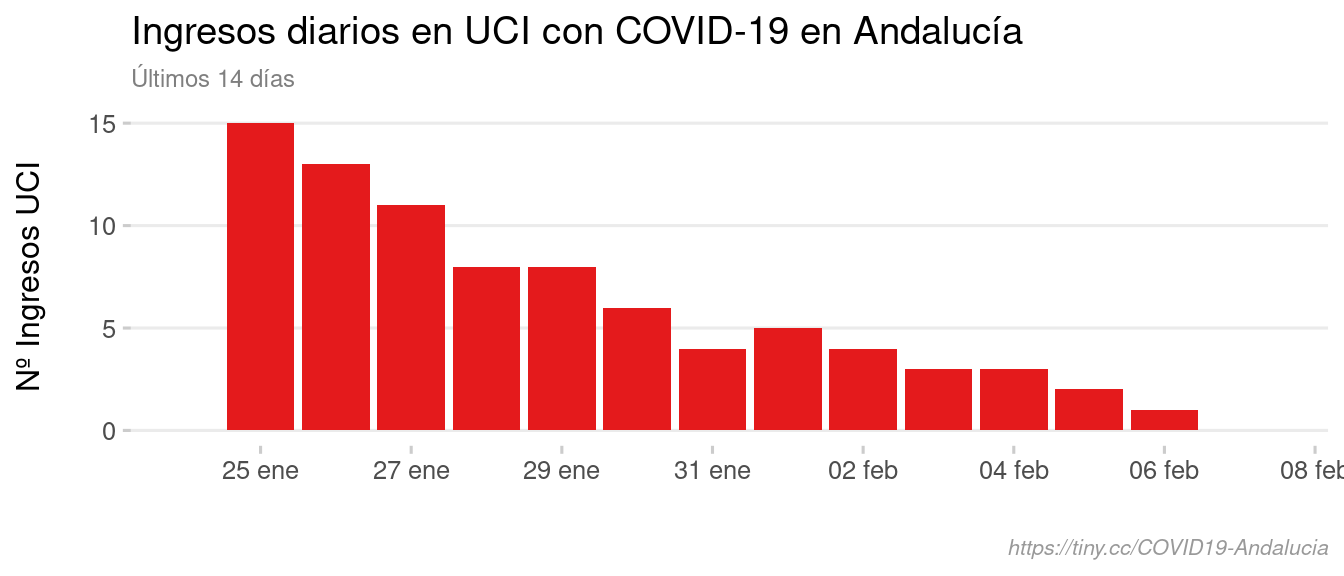 Ingresos diarios en UCI con COVID-19 en Andalucía
Últimos 14 días
Nº Ingresos UCI
15
10
5
0
25 ene 27 ene 29 ene 31 ene 02 feb 04 feb 06 feb 08 feb
https://tiny.cc/COVID19-Andalucia